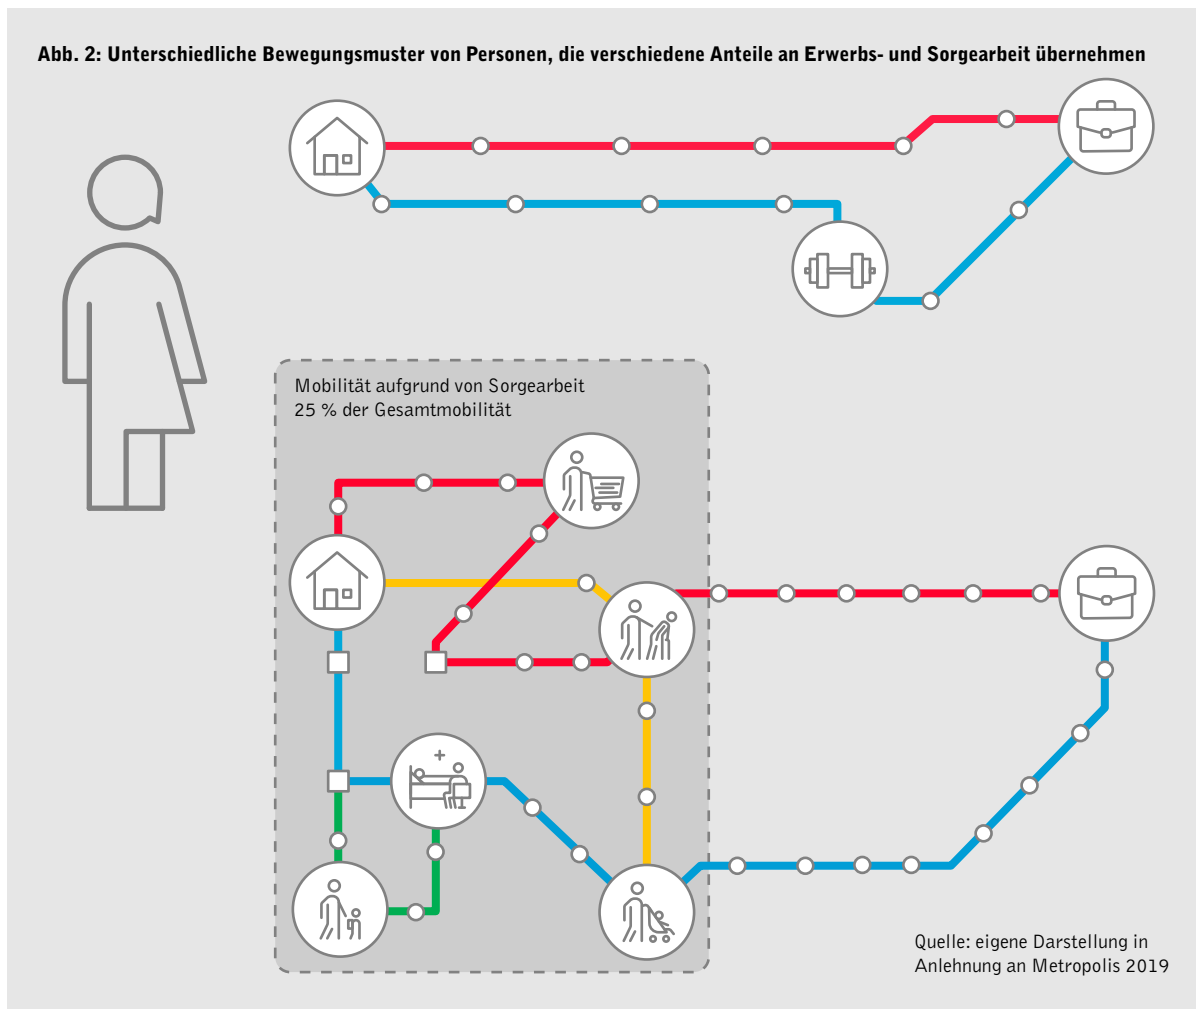 Abb. 2: Unterschiedliche Bewegungsmuster von Personen, die verschiedene Anteile an Erwerbs- und Sorgearbeit übernehmen
Mobilität aufgrund von Sorgearbeit
25 % der Gesamtmobilität
Quelle: eigene Darstellung in
Anlehnung an Metropolis 2019